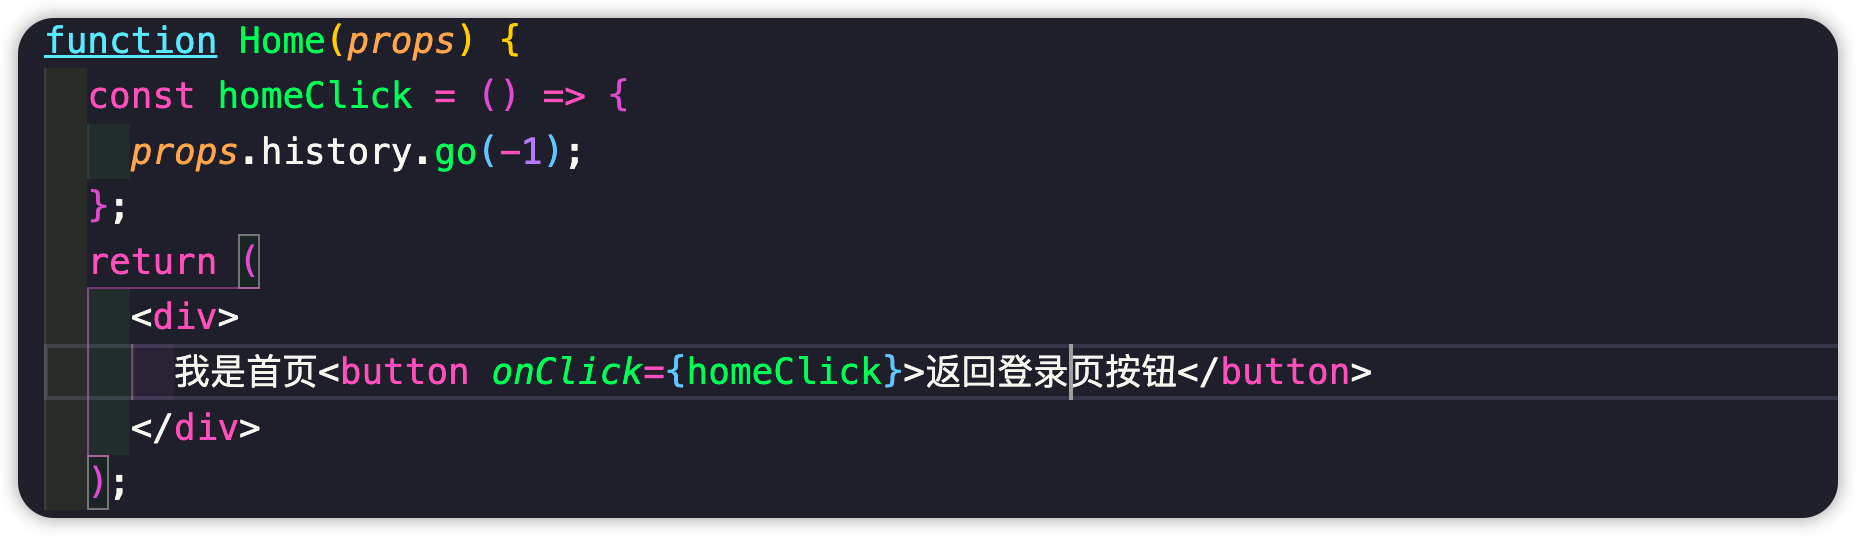 function Home(props) {
const homeClick = () => {
props.history.go(-1);
};
return (
<div>
我是首页<button onClick={homeClick}>返回登录页按钮</button>
</div>
);